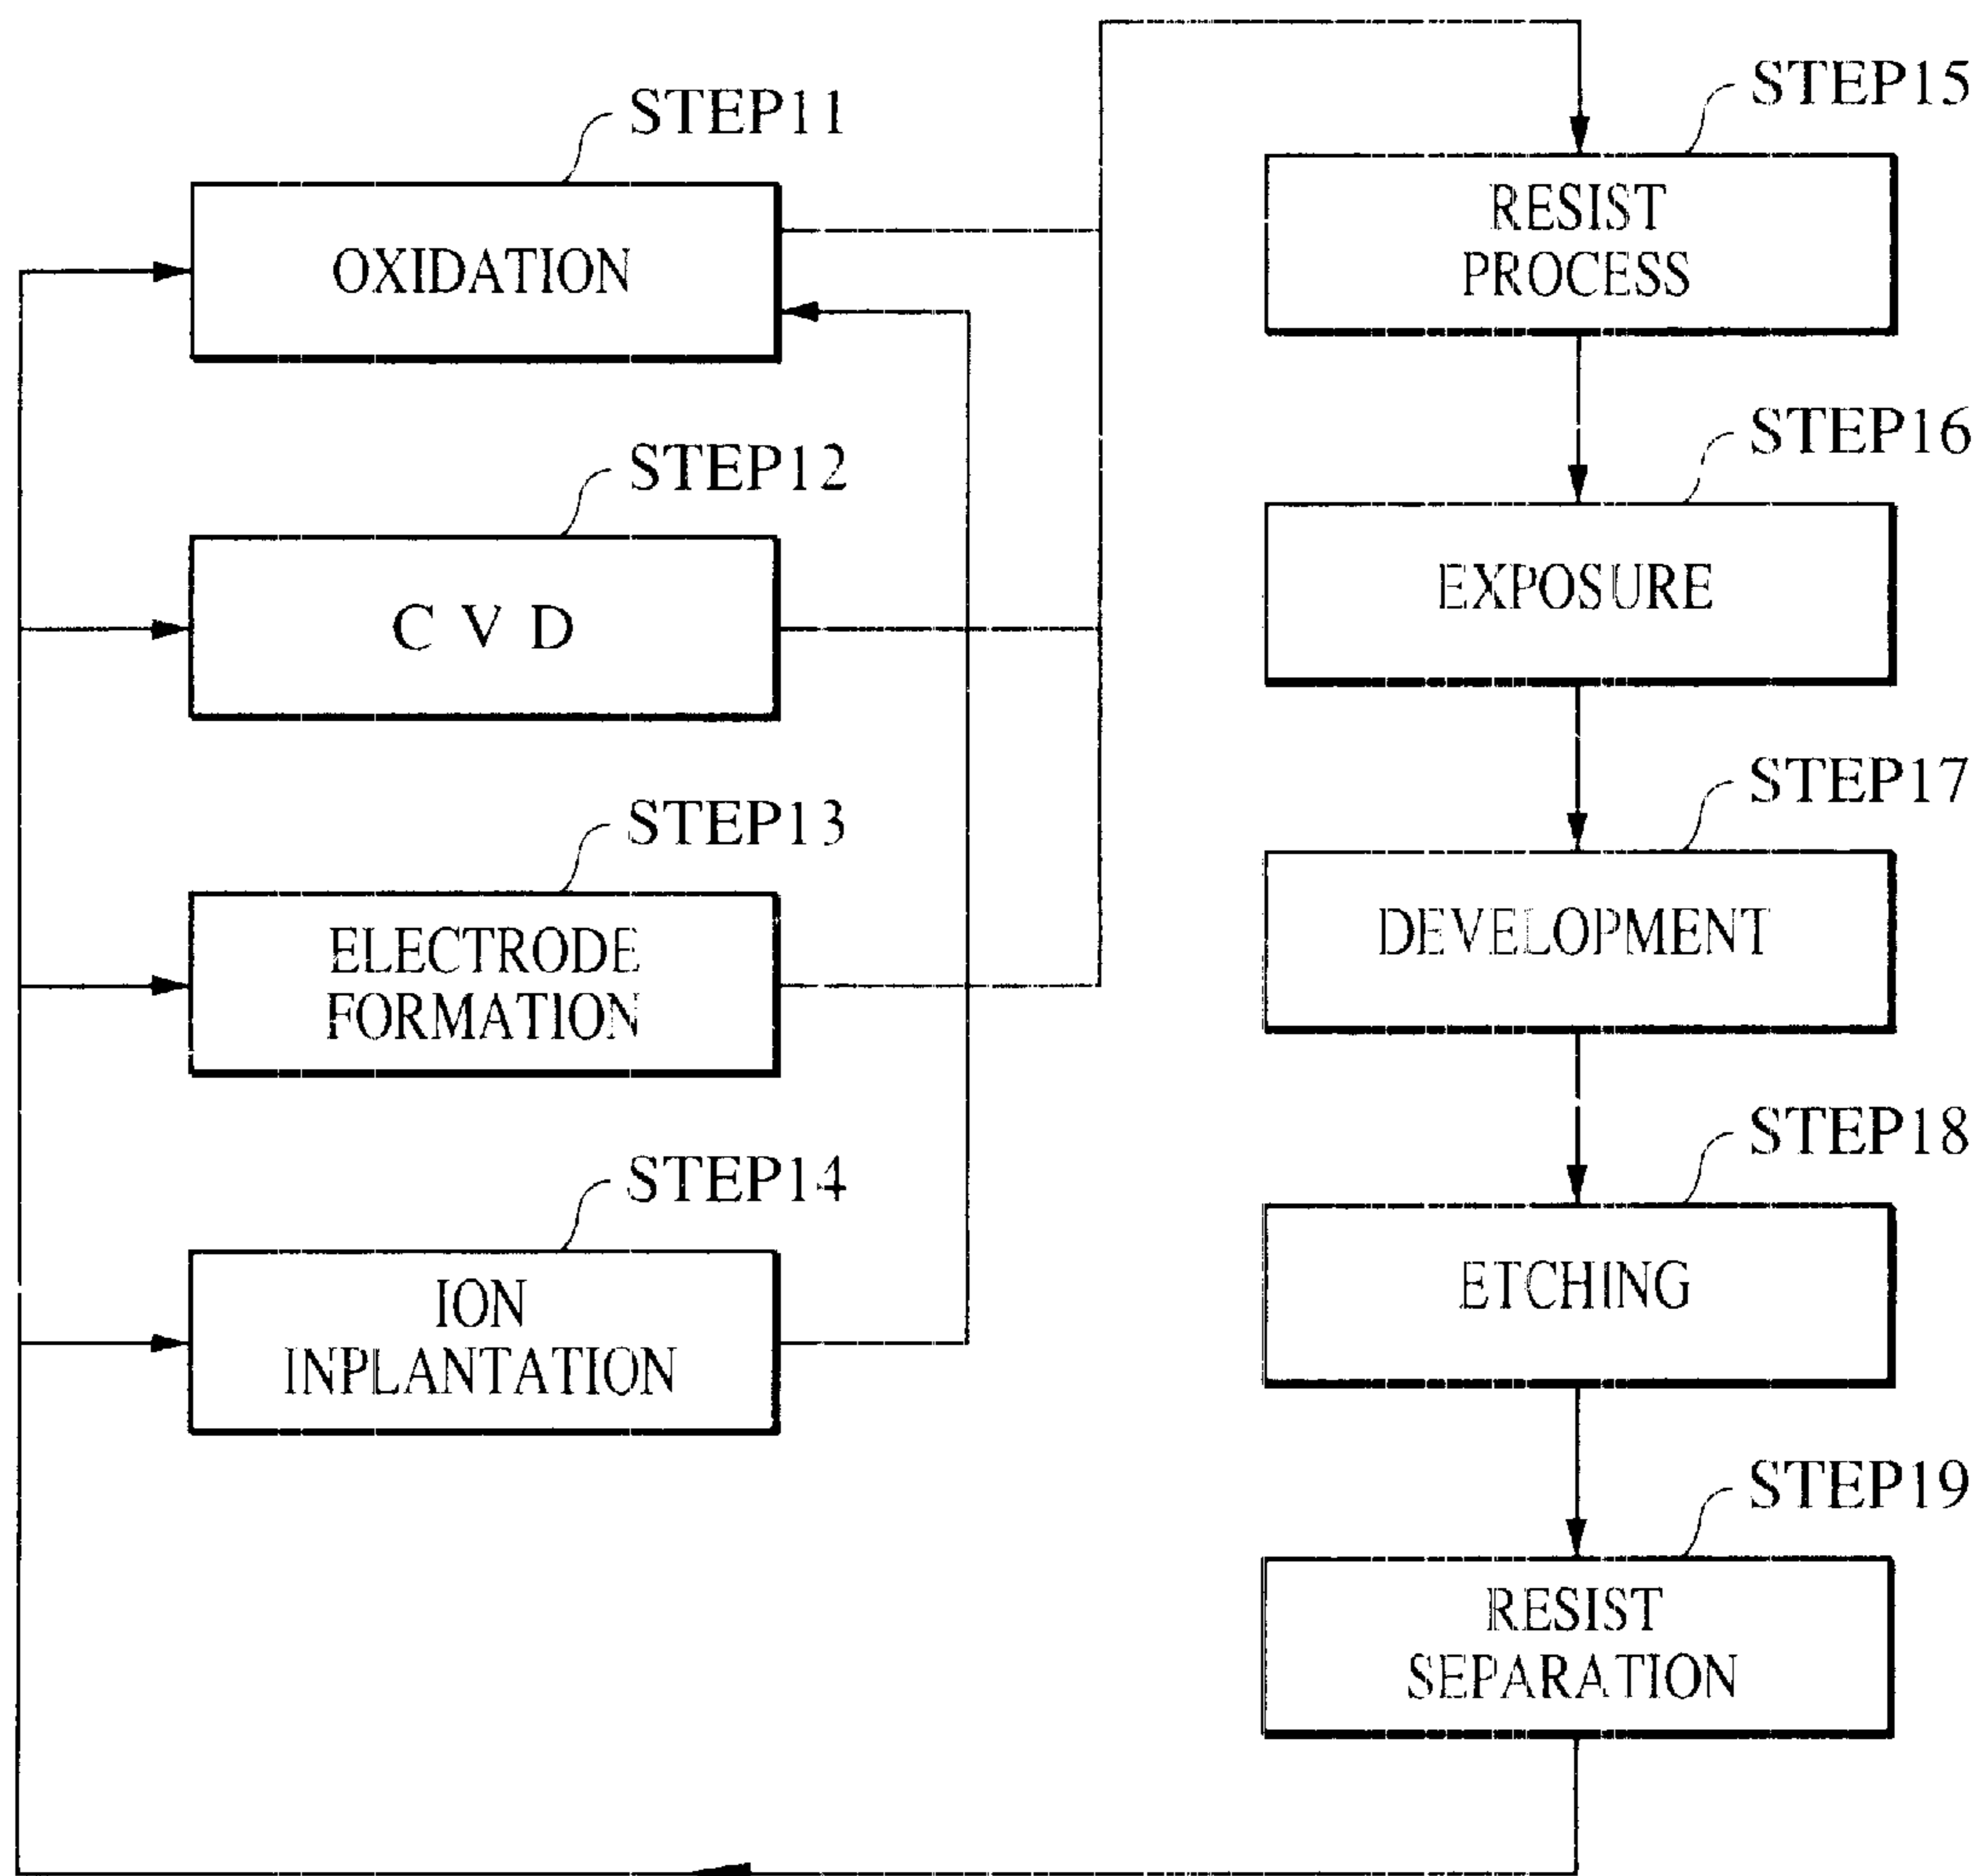 STEP11
OXIDATION
STEP12
C V D
STEP13
ELECTRODE
FORMATION
STEP14
ION
INPLANTATION
STEP15
RESIST
PROCESS
STEP16
EXPOSURE
STEP17
DEVELOPMENT
STEP18
ETCHING
STEP19
RESIST
SEPARATION